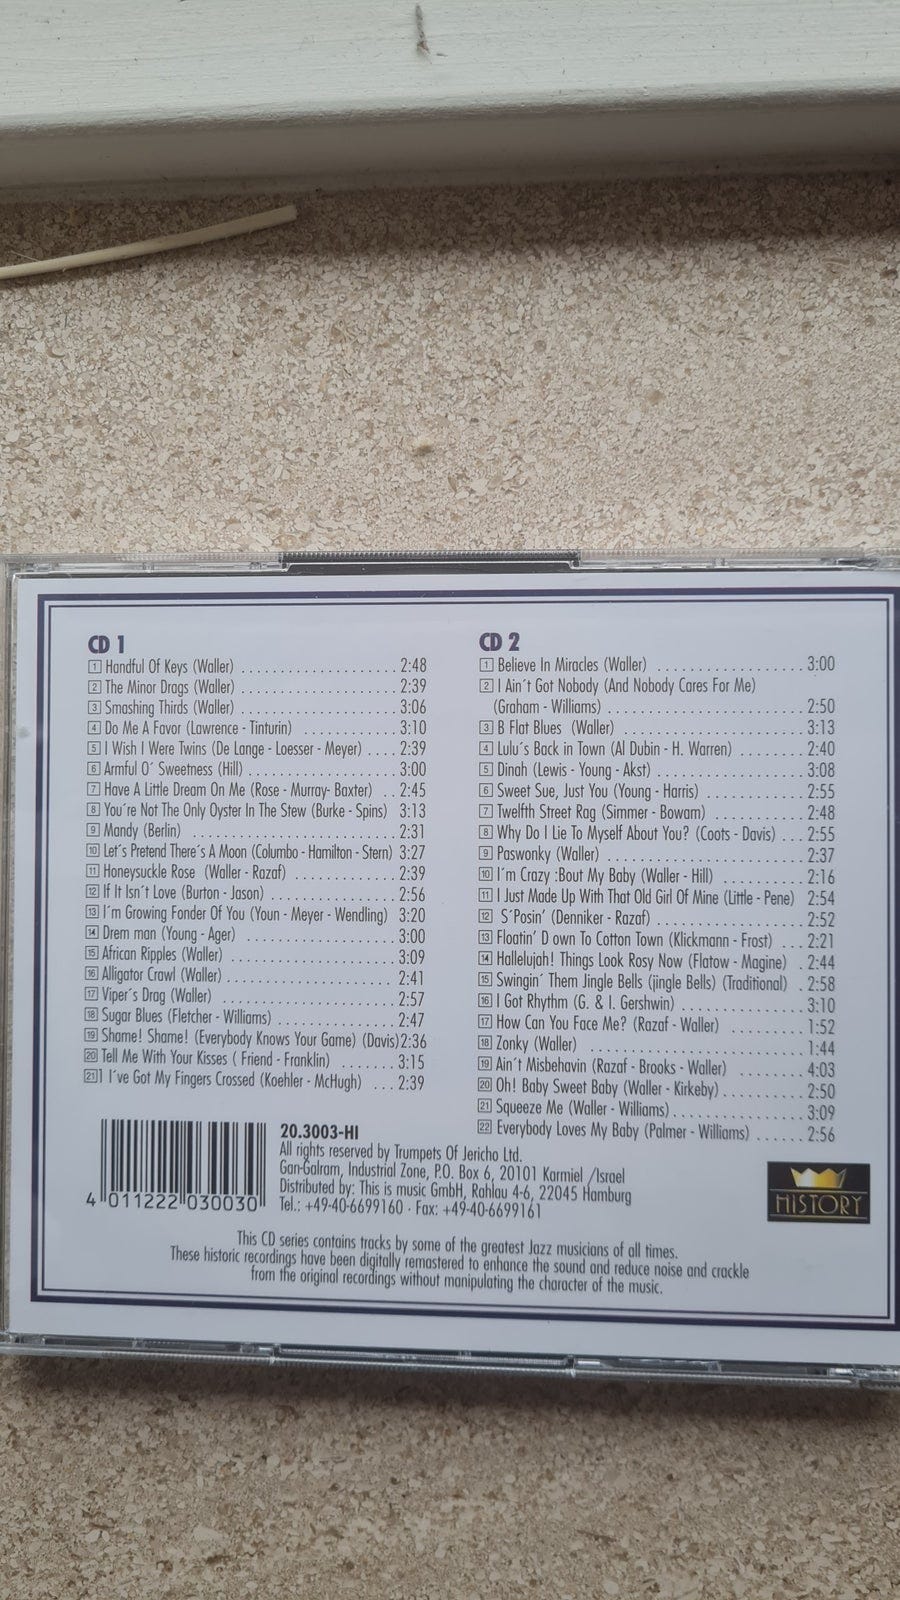 CD 1
1 Handful Of Keys (Waller) .................... 2:48
2 The Minor Drags (Waller) .................... 2:39
3 Smashing Thirds (Waller) .................... 3:06
4 Do Me A Favor (Lawrence - Tinturin) ............ 3:10
5 I Wish I Were Twins (De Lange - Loesser - Meyer) .... 2:39
6 Armful O´ Sweetness (Hill) .................... 3:00
7 Have A Little Dream On Me (Rose - Murray- Baxter) .. 2:45
8 You´re Not The Only Oyster In The Stew (Burke - Spins) 3:13
9 Mandy (Berlin) .......................... 2:31
10 Let´s Pretend There´s A Moon (Columbo - Hamilton - Stern) 3:27
11 Honeysuckle Rose (Waller - Razaf) .............. 2:39
12 If It Isn´t Love (Burton - Jason) ................ 2:56
13 I´m Growing Fonder Of You (Youn - Meyer - Wendling) 3:20
14 Drem man (Young - Ager) .................... 3:00
15 African Ripples (Waller) ...................... 3:09
16 Alligator Crawl (Waller) ...................... 2:41
17 Viper´s Drag (Waller) ........................ 2:57
18 Sugar Blues (Fletcher - Williams) ................ 2:47
19 Shame! Shame! (Everybody Knows Your Game) (Davis)2:36
20 Tell Me With Your Kisses ( Friend - Franklin) ........ 3:15
21 ] I´ve Got My Fingers Crossed (Koehler - McHugh) ... 2:39
CD 2
1 Believe In Miracles (Waller) .................. 3:00
2 I Ain´t Got Nobody (And Nobody Cares For Me)
(Graham - Williams) .......................... 2:50
3 B Flat Blues (Waller) ........................ 3:13
4 Lulu´s Back in Town (Al Dubin - H. Warren) ........ 2:40
5 Dinah (Lewis - Young - Akst) .................. 3:08
6 Sweet Sue, Just You (Young - Harris) ............ 2:55
7 Twelfth Street Rag (Simmer - Bowam) ............ 2:48
8 Why Do I Lie To Myself About You? (Coots - Davis) ... 2:55
9 Paswonky (Waller) .......................... 2:37
10 I´m Crazy :Bout My Baby (Waller - Hill) ............ 2:16
11 I Just Made Up With That Old Girl Of Mine (Little - Pene) 2:54
12 S´Posin´ (Denniker - Razaf) .................... 2:52
13 Floatin´ D own To Cotton Town (Klickmann - Frost) ... 2:21
14 Hallelujah! Things Look Rosy Now (Flatow - Magine) . 2:44
15 Swingin´ Them Jingle Bells (jingle Bells) (Traditional) . 2:58
16 I Got Rhythm (G. & I. Gershwin) ................ 3:10
17 How Can You Face Me? (Razaf - Waller) .......... 1:52
18 Zonky (Waller) ............................ 1:44
19 Ain´t Misbehavin (Razaf - Brooks - Waller) ........ 4:03
20 Oh! Baby Sweet Baby (Waller - Kirkeby) .......... 2:50
21 Squeeze Me (Waller - Williams) ................ 3:09
22 Everybody Loves My Baby (Palmer - Williams) ...... 2:56
20.3003-HI
All rights reserved by Trumpets Of Jericho Ltd.
Gan-Galram, Industrial Zone, P.O. Box 6, 20101 Karmiel /Israel
Distributed by: This is music GmbH, Rahlau 4-6, 22045 Hamburg
Tel.: +49-40-6699160 · Fax: +49-40-6699161
4 011222 030030
HISTORY
This CD series contains tracks by some of the greatest Jazz musicians of all times.
These historic recordings have been digitally remastered to enhance the sound and reduce noise and crackle
from the original recordings without manipulating the character of the music.